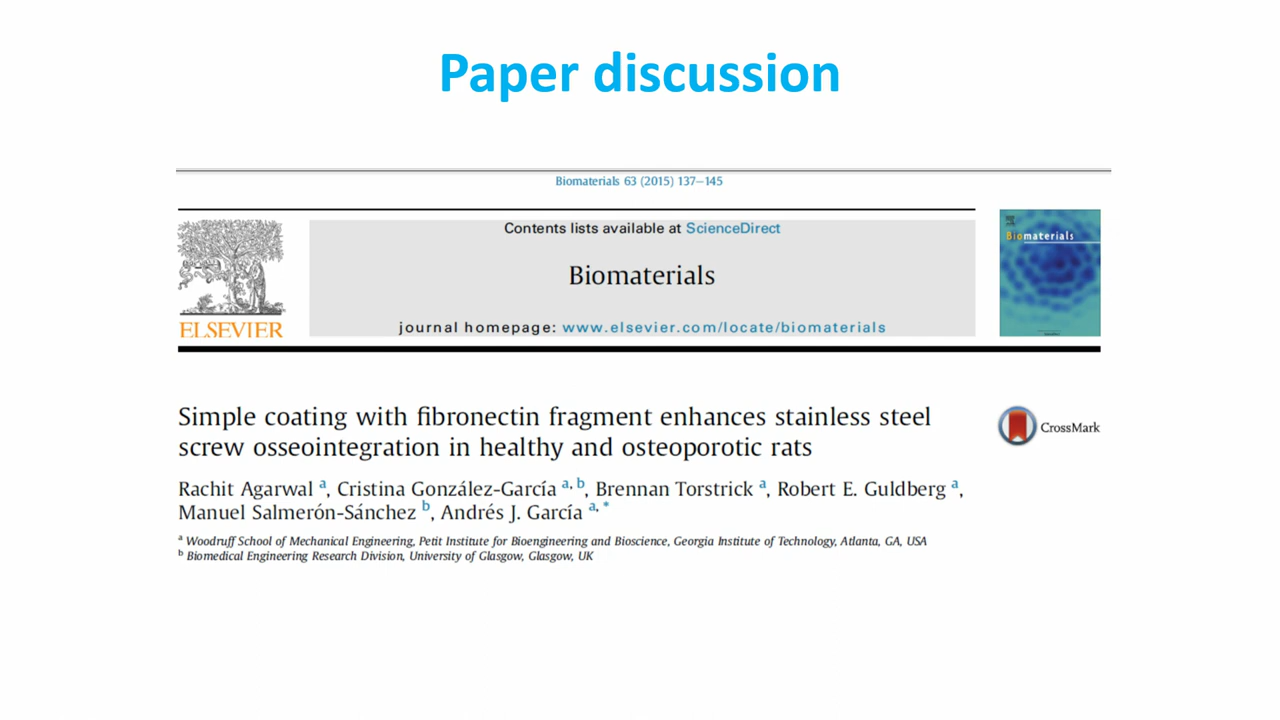 Paper discussion
Biomaterials 63 (2015) 137–145
Contents lists available at ScienceDirect
Biomaterials
journal homepage: www.elsevier.com/locate/biomaterials
ELSEVIER
Biomaterials
Simple coating with fibronectin fragment enhances stainless steel
screw osseointegration in healthy and osteoporotic rats
CrossMark
Rachit Agarwal a, Cristina González-García a, b, Brennan Torstrick a, Robert E. Guldberg a,
Manuel Salmerón-Sánchez b, Andrés J. García a, *
a Woodruff School of Mechanical Engineering, Petit Institute for Bioengineering and Bioscience, Georgia Institute of Technology, Atlanta, GA, USA
b Biomedical Engineering Research Division, University of Glasgow, Glasgow, UK